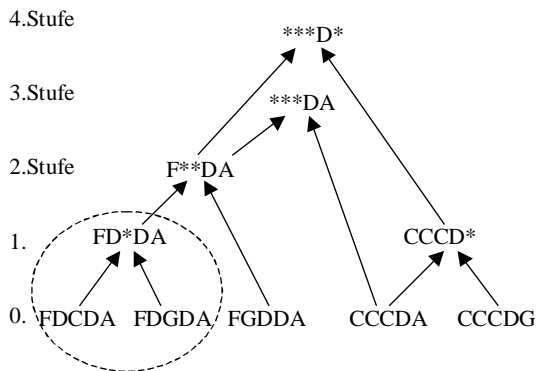 4.Stufe ***D*
3.Stufe ***DA
2.Stufe F**DA
1. FD*DA CCCD*
0. FDCDA FDGDA FGDDA CCCDA CCCDG